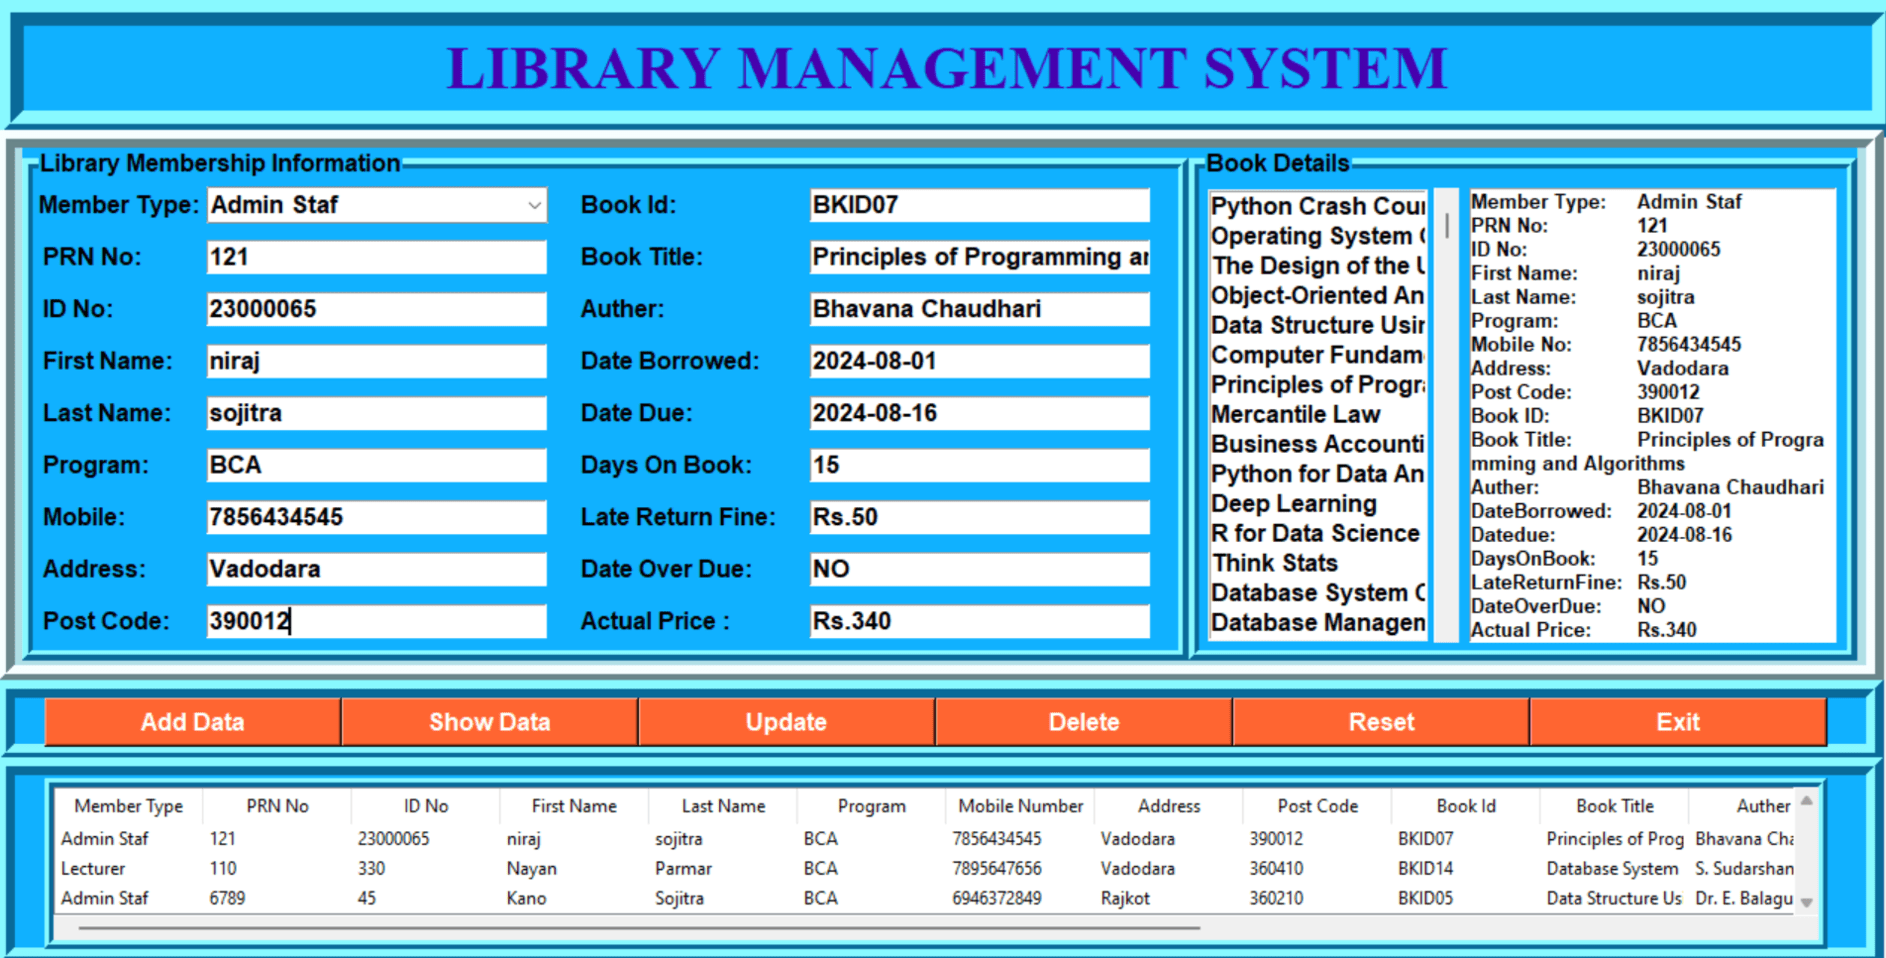 LIBRARY MANAGEMENT SYSTEM
Library Membership Information
Member Type: Admin Staf
PRN No: 121
ID No: 23000065
First Name: niraj
Last Name: sojitra
Program: BCA
Mobile: 7856434545
Address: Vadodara
Post Code: 390012
Book Id: BKID07
Book Title: Principles of Programming ar
Auther: Bhavana Chaudhari
Date Borrowed: 2024-08-01
Date Due: 2024-08-16
Days On Book: 15
Late Return Fine: Rs.50
Date Over Due: NO
Actual Price : Rs.340
Book Details
Python Crash Cour
Operating System
The Design of the
Object-Oriented An
Data Structure Usin
Computer Fundam
Principles of Progra
Mercantile Law
Business Accounti
Python for Data An
Deep Learning
R for Data Science
Think Stats
Database System C
Database Managem
Member Type: Admin Staf
PRN No: 121
ID No: 23000065
First Name: niraj
Last Name: sojitra
Program: BCA
Mobile No: 7856434545
Address: Vadodara
Post Code: 390012
Book ID: BKID07
Book Title: Principles of Progra
mming and Algorithms
Auther: Bhavana Chaudhari
DateBorrowed: 2024-08-01
Datedue: 2024-08-16
DaysOnBook: 15
LateReturnFine: Rs.50
DateOverDue: NO
Actual Price: Rs.340
Add Data Show Data Update Delete Reset Exit
Member Type PRN No ID No First Name Last Name Program Mobile Number Address Post Code Book Id Book Title Auther
Admin Staf 121 23000065 niraj sojitra BCA 7856434545 Vadodara 390012 BKID07 Principles of Prog Bhavana Cha
Lecturer 110 330 Nayan Parmar BCA 7895647656 Vadodara 360410 BKID14 Database System S. Sudarshan
Admin Staf 6789 45 Kano Sojitra BCA 6946372849 Rajkot 360210 BKID05 Data Structure Us Dr. E. Balagu